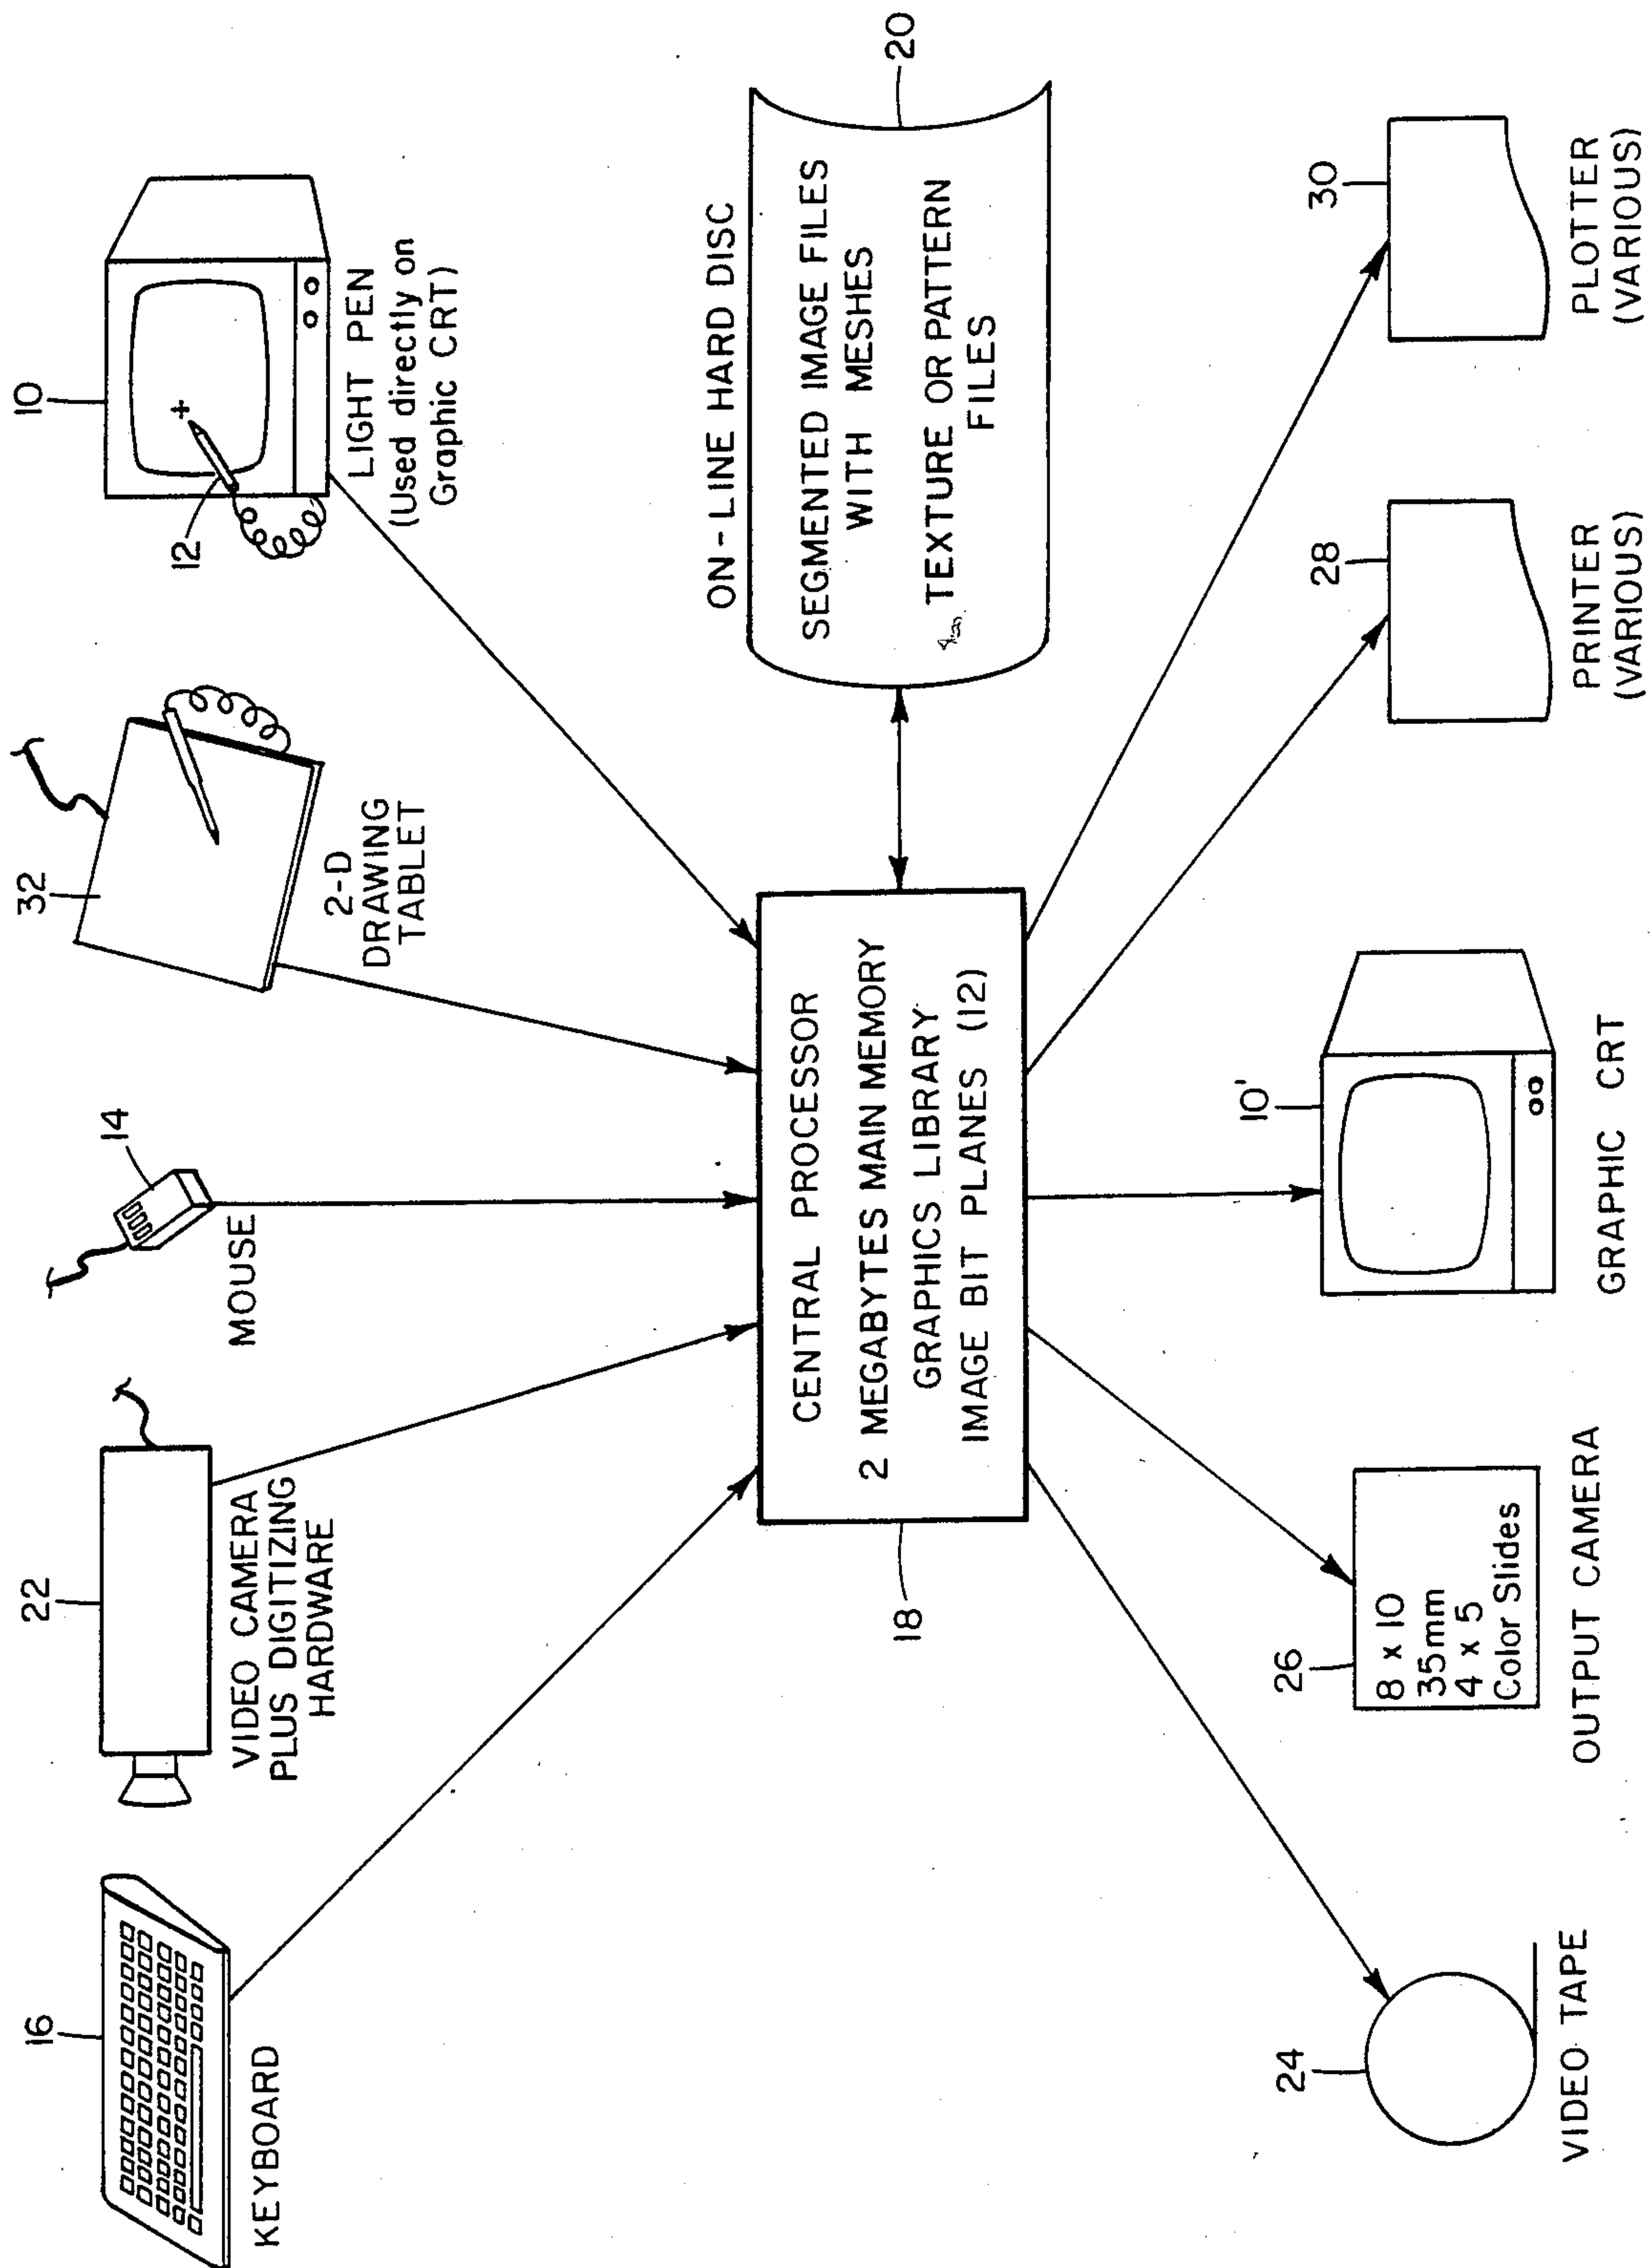 16
KEYBOARD
22
VIDEO CAMERA
PLUS DIGITIZING
HARDWARE
14
MOUSE
32
2-D
DRAWING
TABLET
10
12
LIGHT PEN
(Used directly on
Graphic CRT)
CENTRAL PROCESSOR
2 MEGABYTES MAIN MEMORY
GRAPHICS LIBRARY
IMAGE BIT PLANES (12)
18
ON-LINE HARD DISC
SEGMENTED IMAGE FILES
WITH MESHES
TEXTURE OR PATTERN
FILES
20
24
VIDEO TAPE
26
8 x 10
35mm
4 x 5
Color Slides
OUTPUT CAMERA
10'
GRAPHIC CRT
28
PRINTER
(VARIOUS)
30
PLOTTER
(VARIOUS)